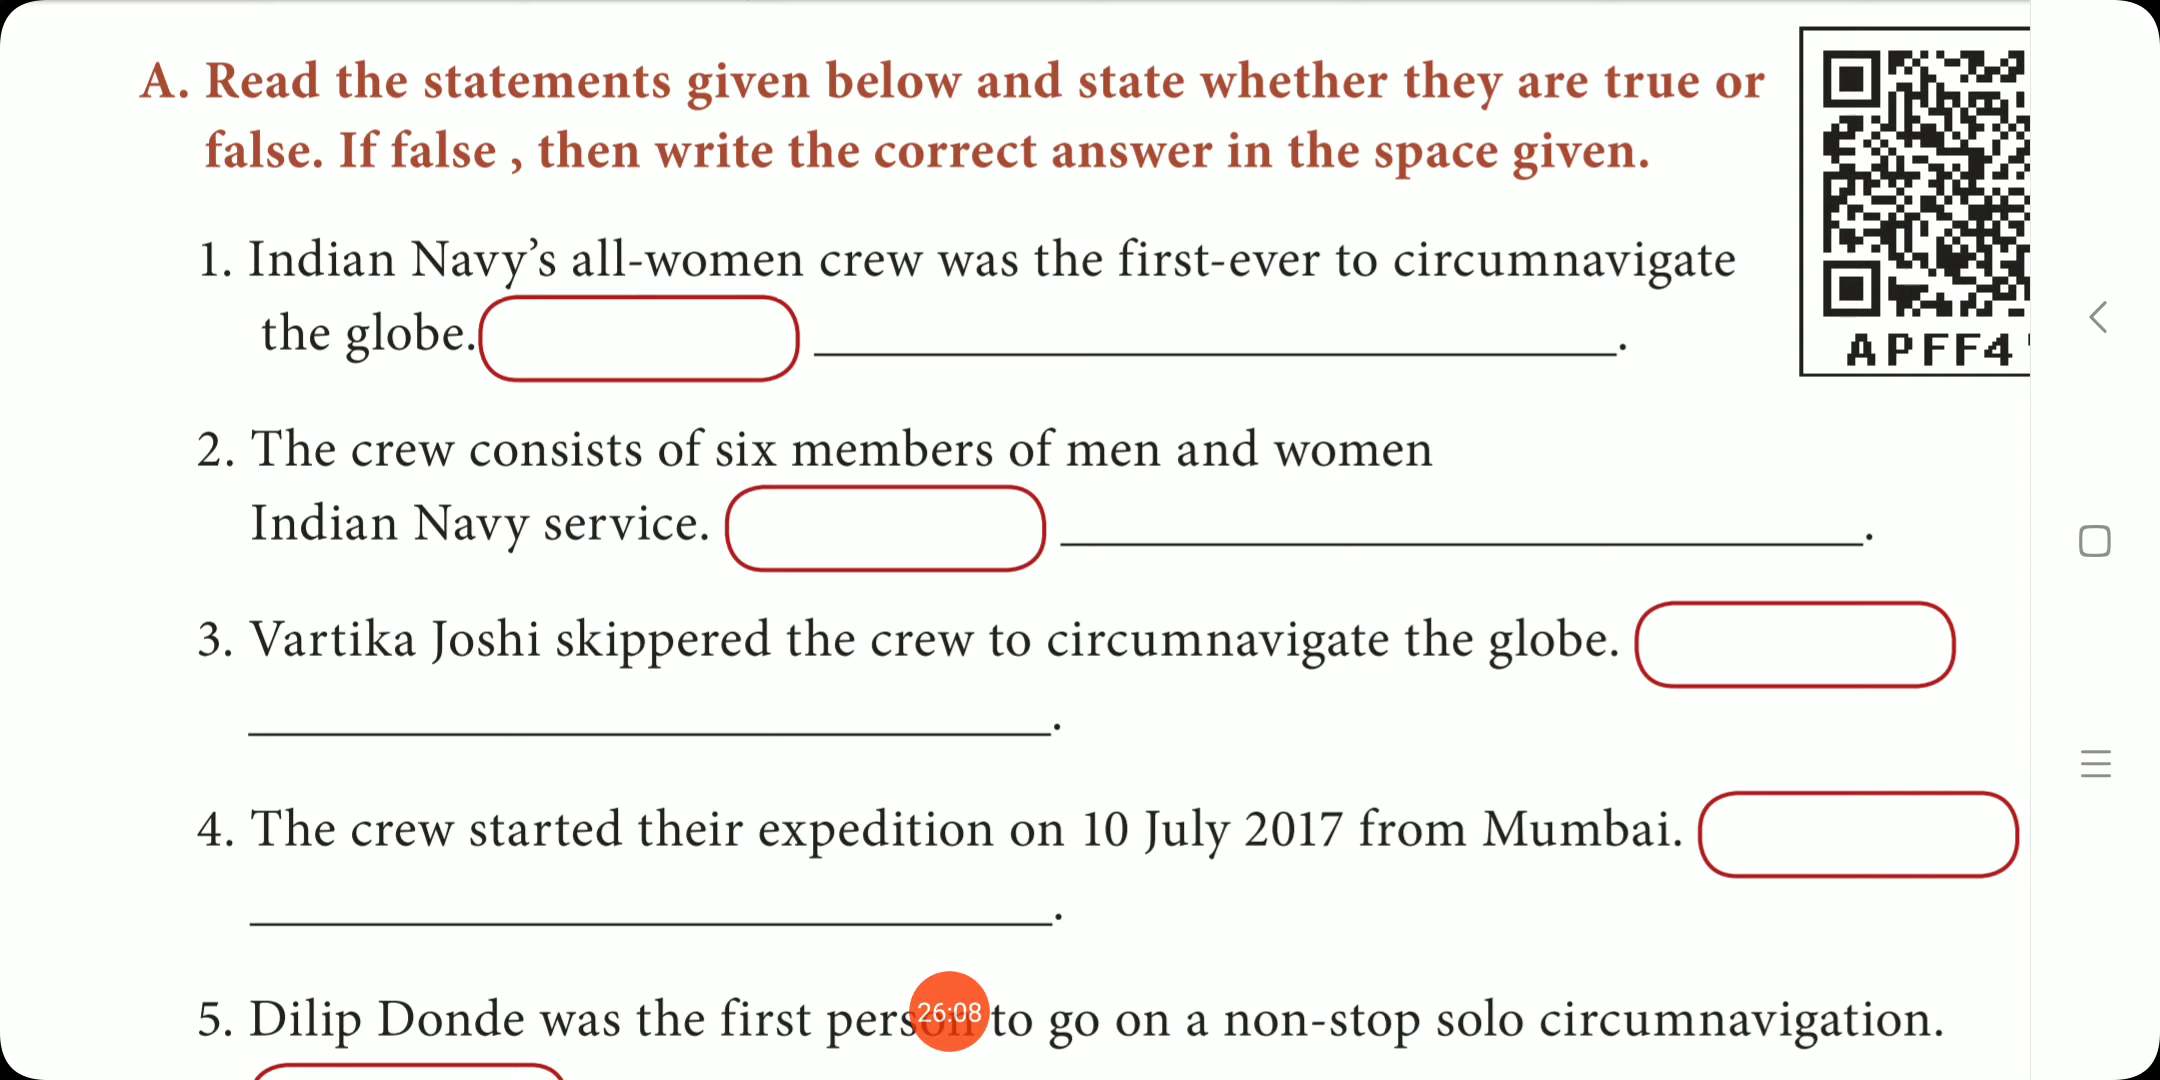 A. Read the statements given below and state whether they are true or
false. If false , then write the correct answer in the space given.
1. Indian Navy’s all-women crew was the first-ever to circumnavigate
the globe. .
APFF4
2. The crew consists of six members of men and women
Indian Navy service. .
3. Vartika Joshi skippered the crew to circumnavigate the globe.
.
4. The crew started their expedition on 10 July 2017 from Mumbai.
.
5. Dilip Donde was the first person to go on a non-stop solo circumnavigation.
26:08